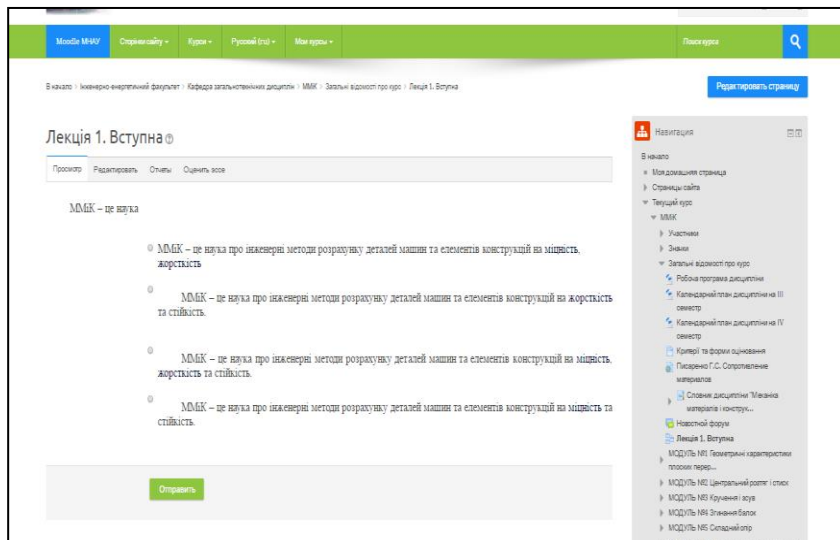 Moodle МНАУ Сторінки сайту Курси Русский (ru) Мои курсы Поиск курса
В начало Інженерно-енергетичний факультет Кафедра загальнотехнічних дисциплін ММіК Загальні відомості про курс Лекція 1. Вступна
Редактировать страницу
Лекція 1. Вступна
Просмотр Редактировать Отчеты Оценить эссе
ММіК – це наука
ММіК – це наука про інженерні методи розрахунку деталей машин та елементів конструкцій на міцність,
жорсткість
ММіК – це наука про інженерні методи розрахунку деталей машин та елементів конструкцій на жорсткість
та стійкість.
ММіК – це наука про інженерні методи розрахунку деталей машин та елементів конструкцій на міцність,
жорсткість та стійкість.
ММіК – це наука про інженерні методи розрахунку деталей машин та елементів конструкцій на міцність та
стійкість.
Отправить
Навигация
В начало
Моя домашняя страница
Страницы сайта
Текущий курс
ММіК
Участники
Значки
Загальні відомості про курс
Робоча програма дисципліни
Календарний план дисципліни на III
семестр
Календарний план дисципліни на IV
семестр
Критерії та форми оцінювання
Писаренко Г.С. Сопротивление
материалов
Словник дисципліни "Механіка
матеріалів і конструк...
Новостной форум
Лекція 1. Вступна
МОДУЛЬ №1 Геометричні характеристики
плоских перер...
МОДУЛЬ №2 Центральний розтяг і стиск
МОДУЛЬ №3 Кручення і зсув
МОДУЛЬ №4 Згинання балок
МОДУЛЬ №5 Складний опір